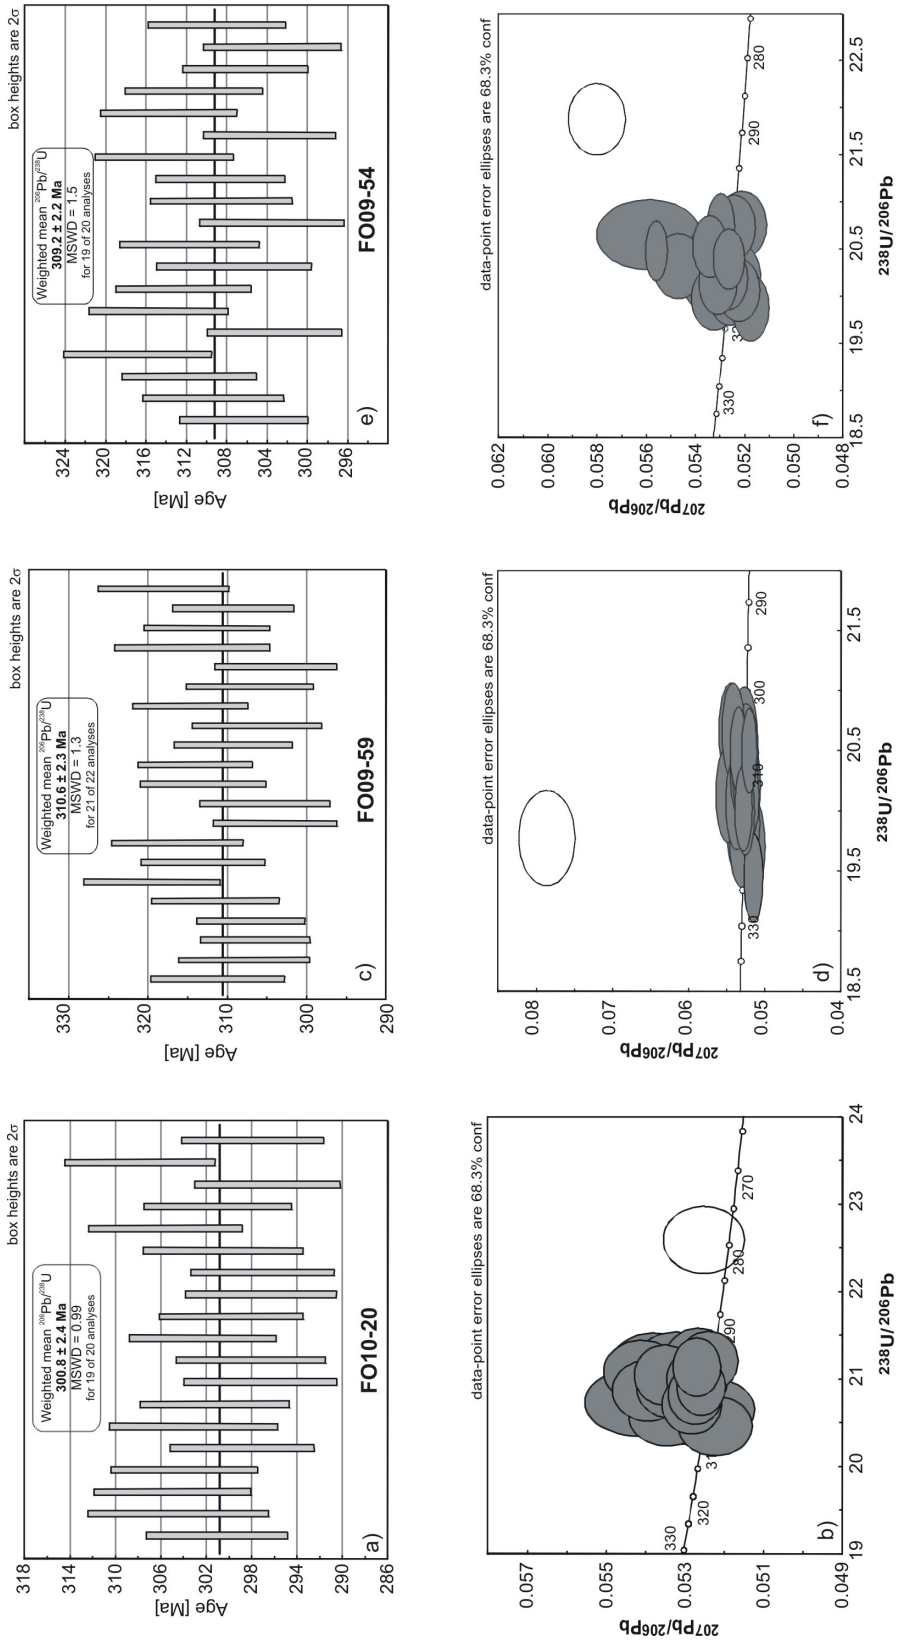 box heights are 2σ
Weighted mean ²⁰⁶Pb/²³⁸U
300.8 ± 2.4 Ma
MSWD = 0.99
for 19 of 20 analyses
318
314
310
306
302
298
294
290
286
Age [Ma]
a)
FO10-20
data-point error ellipses are 68.3% conf
0.057
0.055
0.053
0.051
0.049
²⁰⁷Pb/²⁰⁶Pb
330
320
290
280
270
b)
19
20
21
22
23
24
²³⁸U/²⁰⁶Pb
box heights are 2σ
Weighted mean ²⁰⁶Pb/²³⁸U
310.6 ± 2.3 Ma
MSWD = 1.3
for 21 of 22 analyses
330
320
310
300
290
Age [Ma]
c)
FO09-59
data-point error ellipses are 68.3% conf
0.08
0.07
0.06
0.05
0.04
²⁰⁷Pb/²⁰⁶Pb
330
310
300
290
d)
18.5
19.5
20.5
21.5
²³⁸U/²⁰⁶Pb
box heights are 2σ
Weighted mean ²⁰⁶Pb/²³⁸U
309.2 ± 2.2 Ma
MSWD = 1.5
for 19 of 20 analyses
324
320
316
312
308
304
300
296
Age [Ma]
e)
FO09-54
data-point error ellipses are 68.3% conf
0.062
0.060
0.058
0.056
0.054
0.052
0.050
0.048
²⁰⁷Pb/²⁰⁶Pb
330
290
280
f)
18.5
19.5
20.5
21.5
22.5
²³⁸U/²⁰⁶Pb